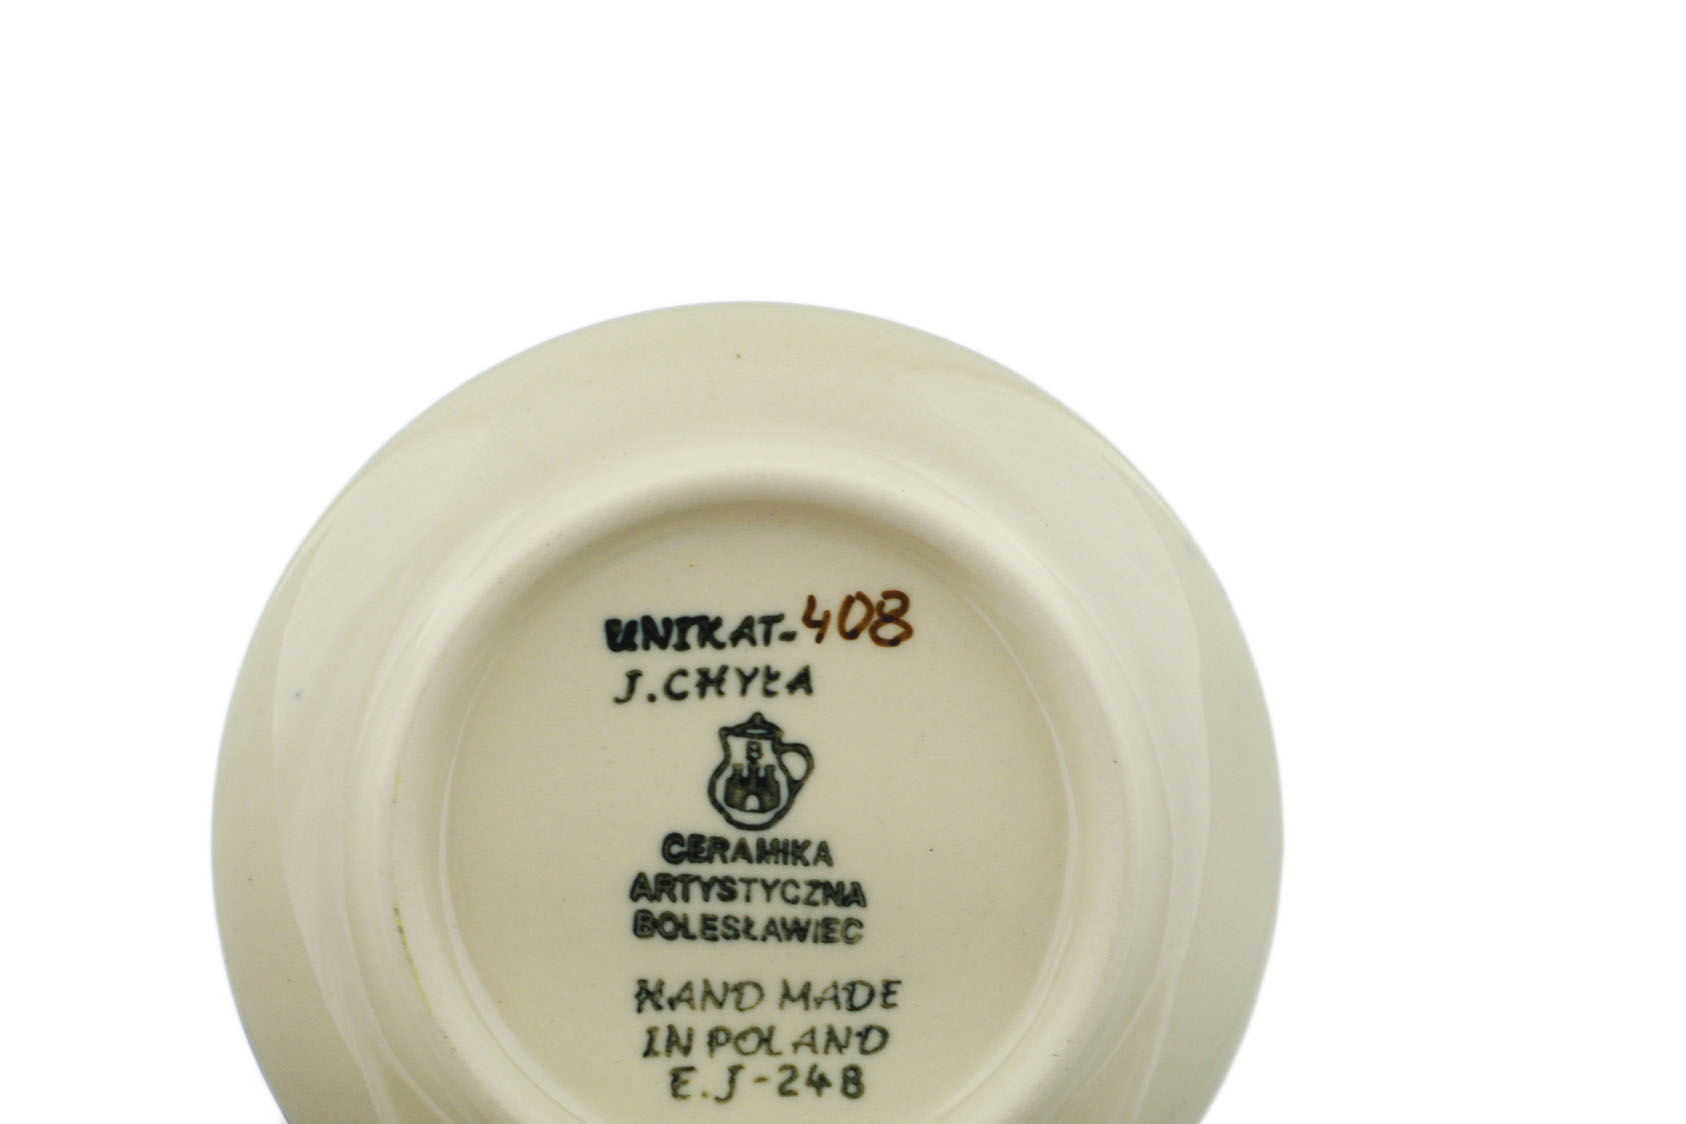 UNIKAT-408
J.CHYŁA
B
CERAMIKA
ARTYSTYCZNA
BOLESŁAWIEC
HAND MADE
IN POLAND
E.J-248